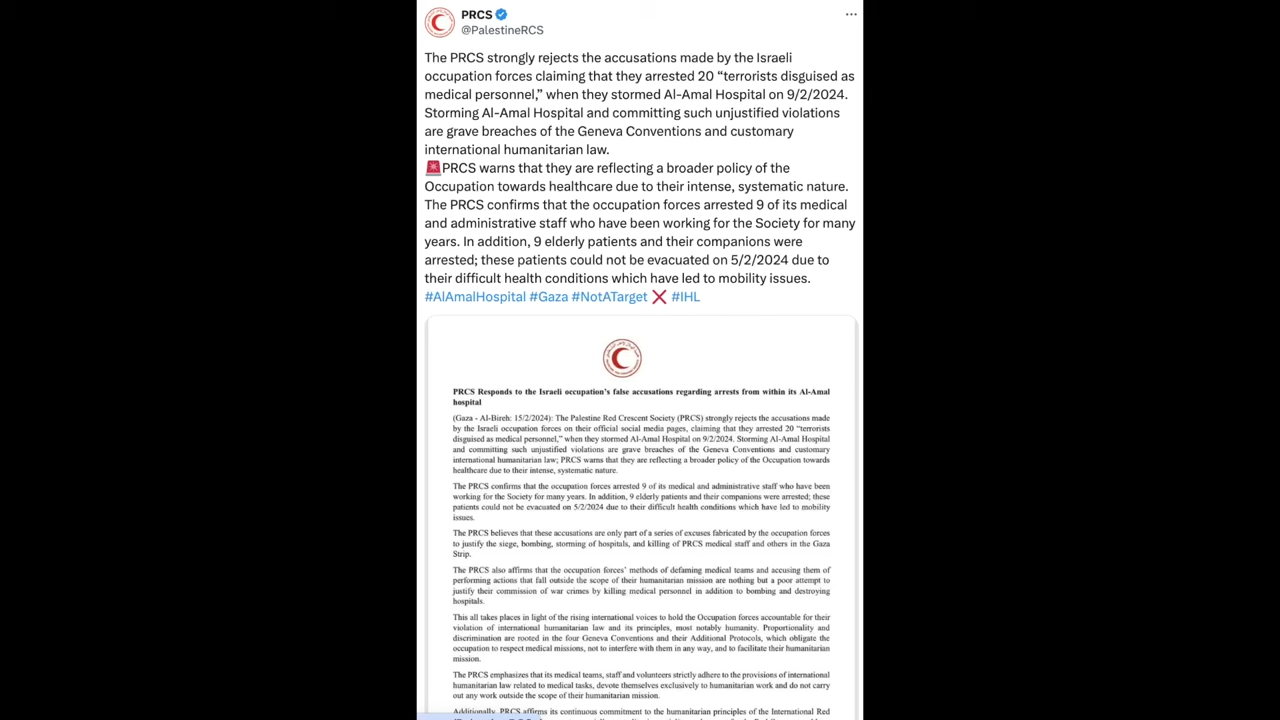 PRCS
@PalestineRCS
The PRCS strongly rejects the accusations made by the Israeli
occupation forces claiming that they arrested 20 “terrorists disguised as
medical personnel,” when they stormed Al-Amal Hospital on 9/2/2024.
Storming Al-Amal Hospital and committing such unjustified violations
are grave breaches of the Geneva Conventions and customary
international humanitarian law.
🚨PRCS warns that they are reflecting a broader policy of the
Occupation towards healthcare due to their intense, systematic nature.
The PRCS confirms that the occupation forces arrested 9 of its medical
and administrative staff who have been working for the Society for many
years. In addition, 9 elderly patients and their companions were
arrested; these patients could not be evacuated on 5/2/2024 due to
their difficult health conditions which have led to mobility issues.
#AlAmalHospital #Gaza #NotATarget ❌ #IHL
PRCS Responds to the Israeli occupation's false accusations regarding arrests from within its Al-Amal
hospital
(Gaza - Al-Bireh: 15/2/2024): The Palestine Red Crescent Society (PRCS) strongly rejects the accusations made
by the Israeli occupation forces on their official social media pages, claiming that they arrested 20 “terrorists
disguised as medical personnel,” when they stormed Al-Amal Hospital on 9/2/2024. Storming Al-Amal Hospital
and committing such unjustified violations are grave breaches of the Geneva Conventions and customary
international humanitarian law; PRCS warns that they are reflecting a broader policy of the Occupation towards
healthcare due to their intense, systematic nature.
The PRCS confirms that the occupation forces arrested 9 of its medical and administrative staff who have been
working for the Society for many years. In addition, 9 elderly patients and their companions were arrested; these
patients could not be evacuated on 5/2/2024 due to their difficult health conditions which have led to mobility
issues.
The PRCS believes that these accusations are only part of a series of excuses fabricated by the occupation forces
to justify the siege, bombing, storming of hospitals, and killing of PRCS medical staff and others in the Gaza
Strip.
The PRCS also affirms that the occupation forces' methods of defaming medical teams and accusing them of
performing actions that fall outside the scope of their humanitarian mission are nothing but a poor attempt to
justify their commission of war crimes by killing medical personnel in addition to bombing and destroying
hospitals.
This all takes places in light of the rising international voices to hold the Occupation forces accountable for their
violation of international humanitarian law and its principles, most notably humanity. Proportionality and
discrimination are rooted in the four Geneva Conventions and their Additional Protocols, which obligate the
occupation to respect medical missions, not to interfere with them in any way, and to facilitate their humanitarian
mission.
The PRCS emphasizes that its medical teams, staff and volunteers strictly adhere to the provisions of international
humanitarian law related to medical tasks, devote themselves exclusively to humanitarian work and do not carry
out any work outside the scope of their humanitarian mission.
Additionally, PRCS affirms its continuous commitment to the humanitarian principles of the International Red